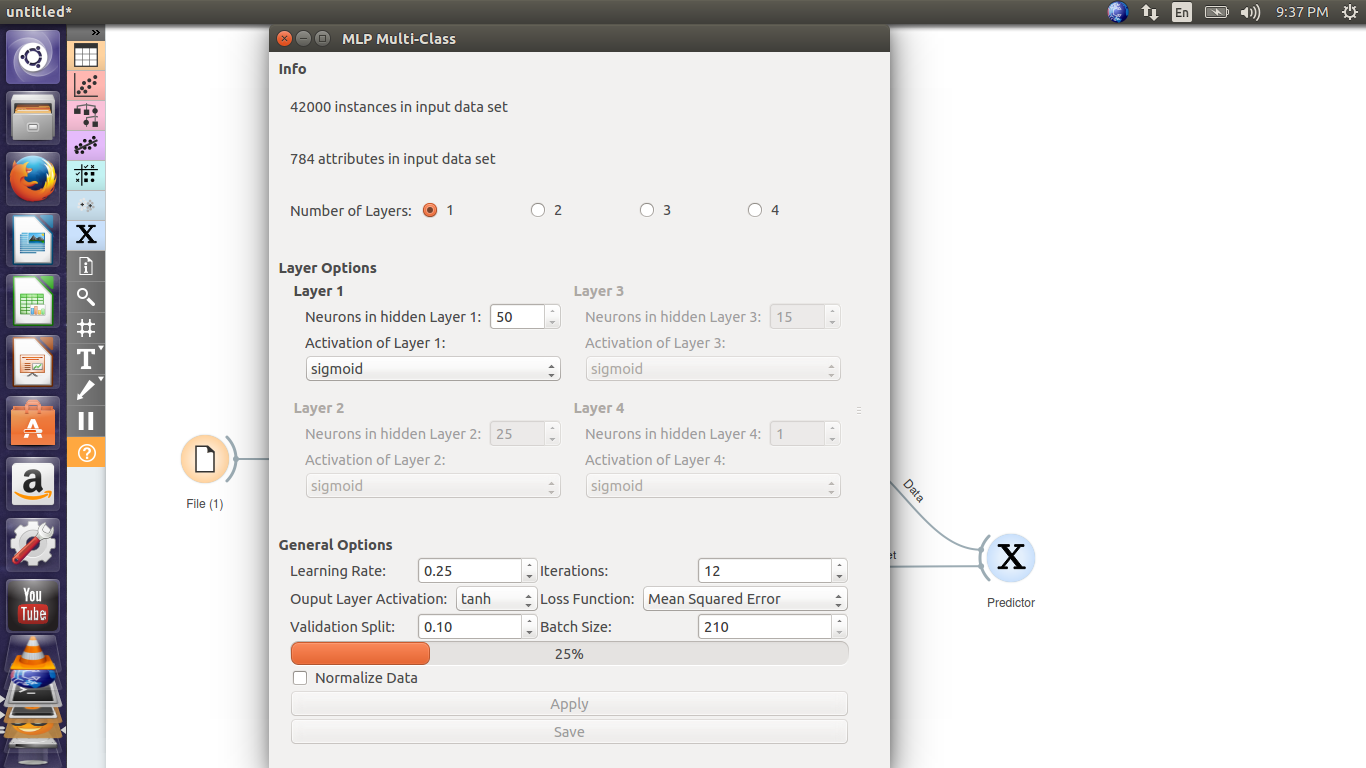 untitled*
En
9:37 PM
MLP Multi-Class
Info
42000 instances in input data set
784 attributes in input data set
Number of Layers: 1 2 3 4
Layer Options
Layer 1
Neurons in hidden Layer 1: 50
Activation of Layer 1:
sigmoid
Layer 3
Neurons in hidden Layer 3: 15
Activation of Layer 3:
sigmoid
Layer 2
Neurons in hidden Layer 2: 25
Activation of Layer 2:
sigmoid
Layer 4
Neurons in hidden Layer 4: 1
Activation of Layer 4:
sigmoid
General Options
Learning Rate: 0.25 Iterations: 12
Ouput Layer Activation: tanh Loss Function: Mean Squared Error
Validation Split: 0.10 Batch Size: 210
25%
Normalize Data
Apply
Save
File (1)
Data
et
X
Predictor
X
T
?
A
a
You
Tube